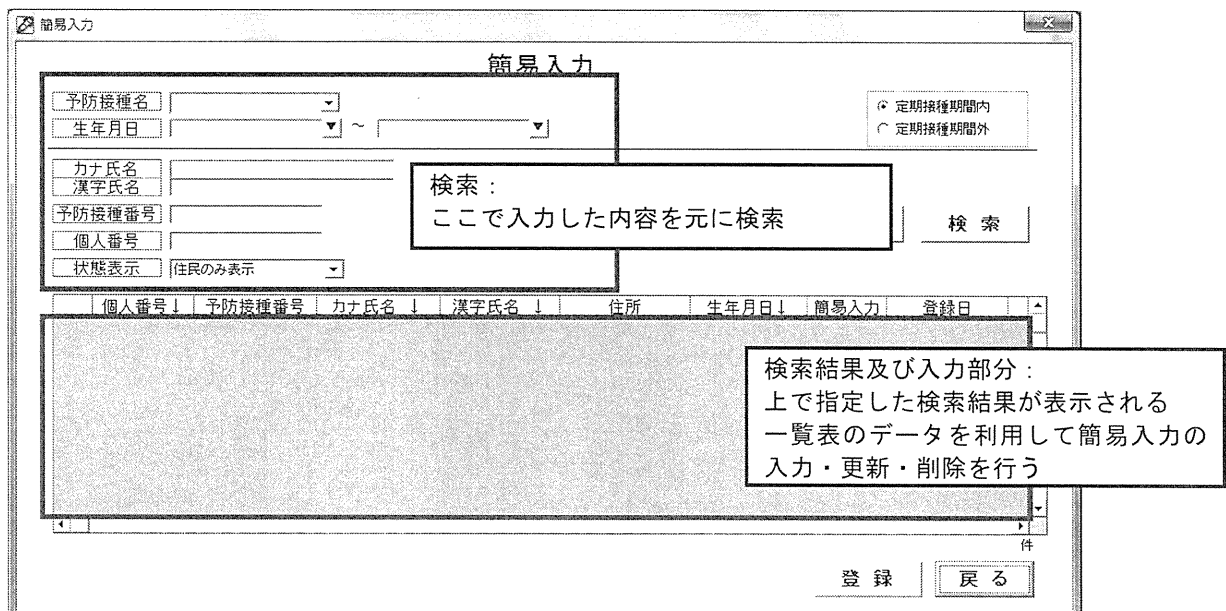 簡易入力
簡易入力
予防接種名
定期接種期間内
生年月日 ～
定期接種期間外
カナ氏名
漢字氏名
検索：
ここで入力した内容を元に検索
予防接種番号
検索
個人番号
状態表示 住民のみ表示
個人番号↓ 予防接種番号 カナ氏名 ↓ 漢字氏名 ↓ 住所 生年月日↓ 簡易入力 登録日
検索結果及び入力部分：
上で指定した検索結果が表示される
一覧表のデータを利用して簡易入力の
入力・更新・削除を行う
件
登録 戻る